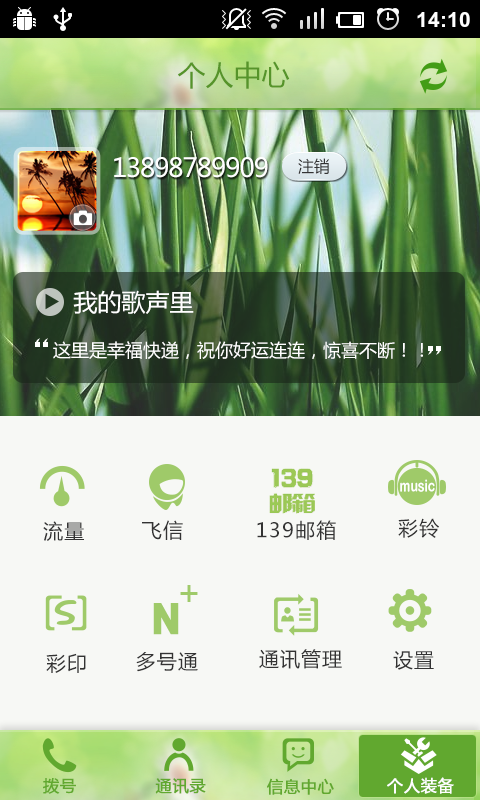 14:10
个人中心
13898789909 注销
我的歌声里
“这里是幸福快递，祝你好运连连，惊喜不断！！”
139
邮箱
music
流量 飞信 139邮箱 彩铃
S N+
彩印 多号通 通讯管理 设置
拨号 通讯录 信息中心 个人装备